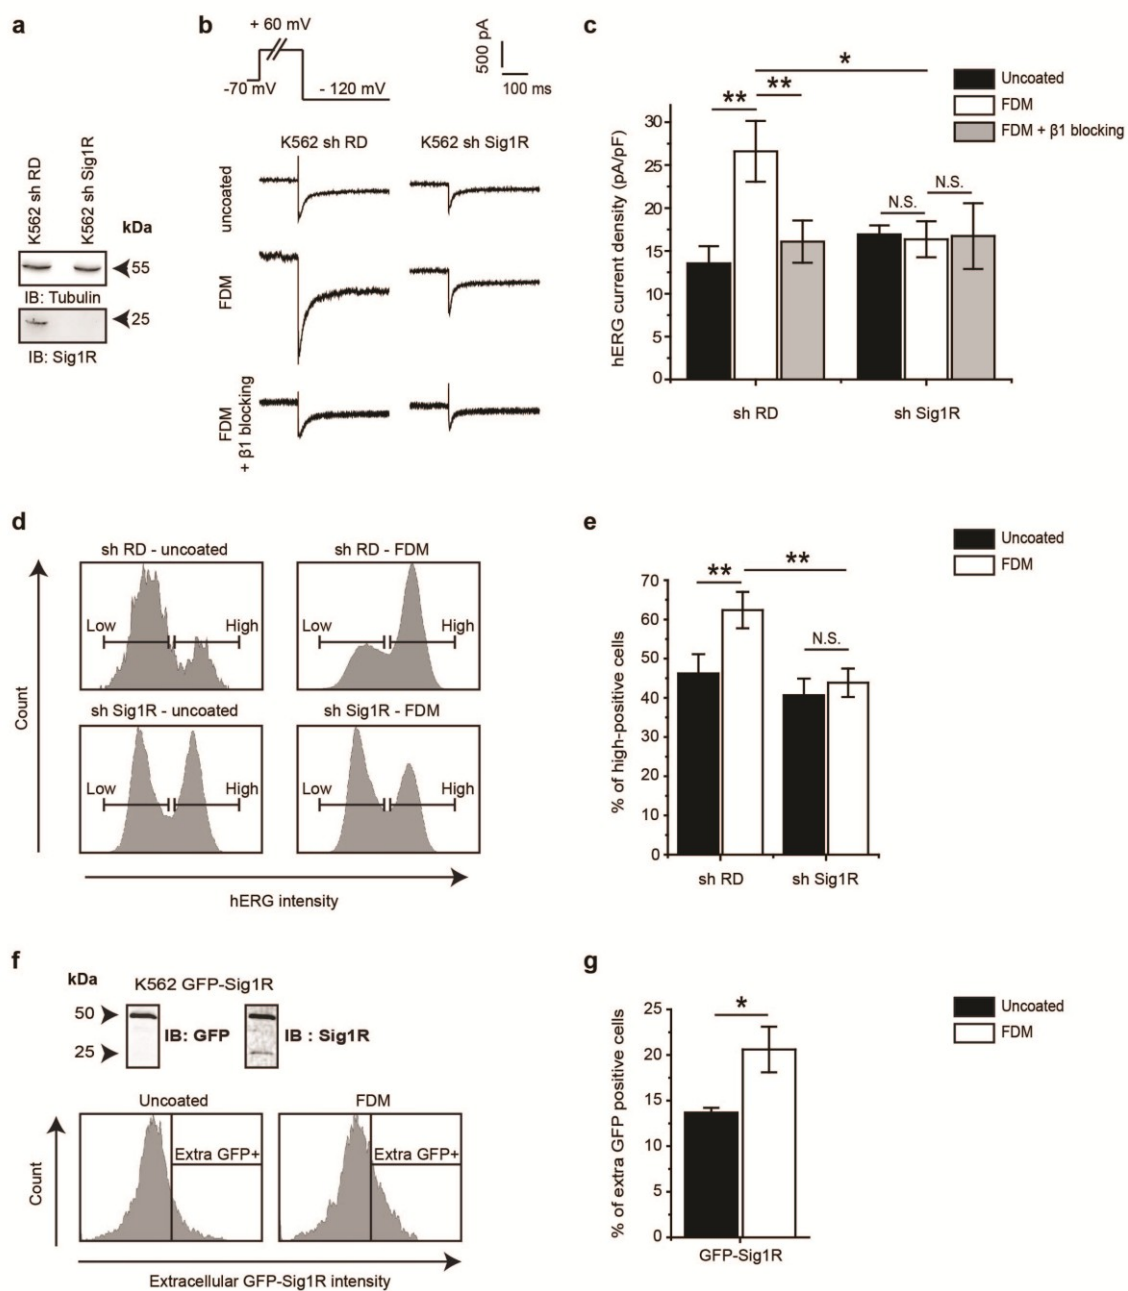 a
K562 sh RD
K562 sh Sig1R
kDa
55
IB: Tubulin
25
IB: Sig1R
b
+ 60 mV
-70 mV
- 120 mV
500 pA
100 ms
K562 sh RD
K562 sh Sig1R
uncoated
FDM
FDM
+ β1 blocking
c
Uncoated
FDM
FDM + β1 blocking
*
**
**
N.S.
N.S.
hERG current density (pA/pF)
30
25
20
15
10
5
0
sh RD
sh Sig1R
d
sh RD - uncoated
sh RD - FDM
Low
High
Low
High
sh Sig1R - uncoated
sh Sig1R - FDM
Low
High
Low
High
Count
hERG intensity
e
Uncoated
FDM
**
**
N.S.
% of high-positive cells
70
60
50
40
30
20
10
0
sh RD
sh Sig1R
f
kDa
K562 GFP-Sig1R
50
25
IB: GFP
IB : Sig1R
Uncoated
FDM
Extra GFP+
Extra GFP+
Count
Extracellular GFP-Sig1R intensity
g
Uncoated
FDM
*
% of extra GFP positive cells
25
20
15
10
5
0
GFP-Sig1R